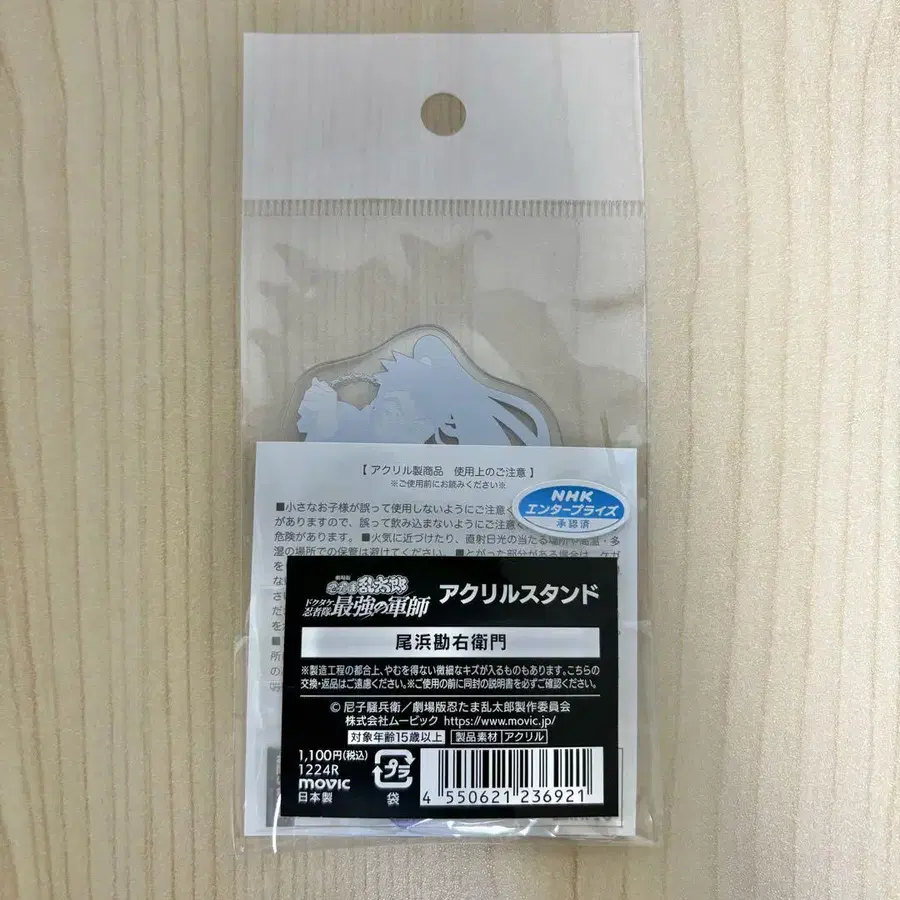 【 アクリル製商品 使用上のご注意 】
※ご使用前にお読みください※
■小さなお子様が誤って使用しないようにご注意く
がありますので、誤って飲み込まないようにご注意
危険があります。 ■火気に近づけたり、直射日光の当たる場所や高温・多
湿の場所での保管は避けてください。 ■とがった部分がある場合は、ケガ
NHK
エンタープライズ
承認済
劇場版
忍たま乱太郎
ドクタケ忍者隊 最強の軍師
アクリルスタンド
尾浜勘右衛門
※製造工程の都合上、やむを得ない微細なキズが入るものもあります。こちらの
交換・返品はご遠慮ください。※ご使用の前に同封の説明書を必ずご確認ください。
© 尼子騒兵衛／劇場版忍たま乱太郎製作委員会
株式会社ムービック https://www.movic.jp/
対象年齢15歳以上 製品素材 アクリル
1,100円(税込)
1224R
movic
日本製
プラ
袋
4 550621 236921